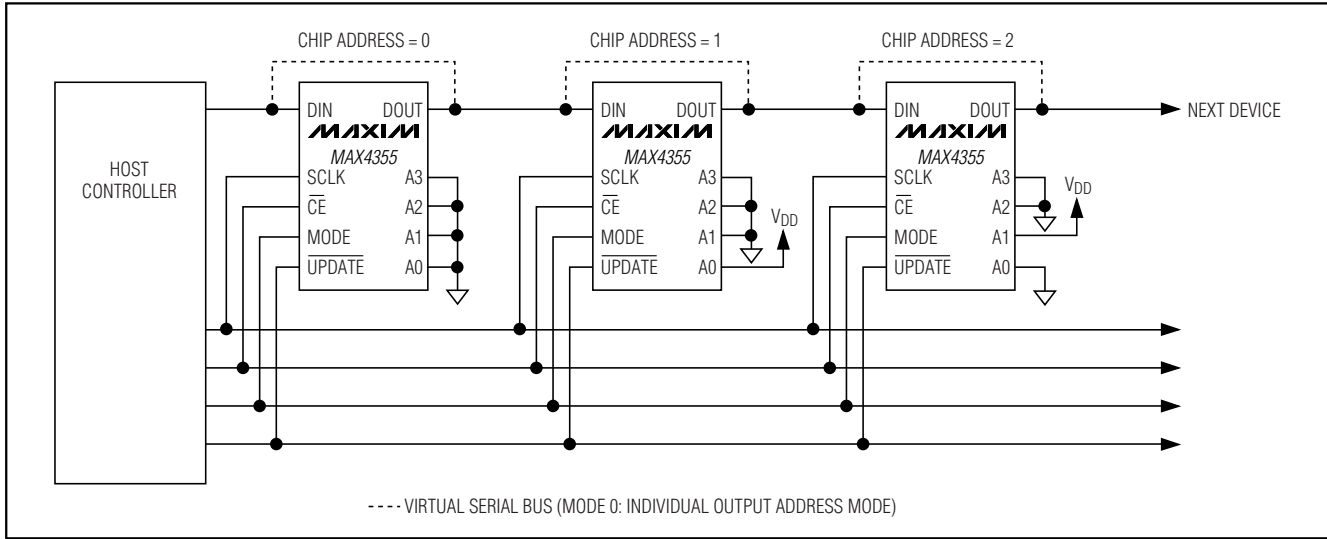 CHIP ADDRESS = 0
CHIP ADDRESS = 1
CHIP ADDRESS = 2
HOST
CONTROLLER
DIN DOUT
MAXIM
MAX4355
SCLK A3
CE A2
MODE A1
UPDATE A0
DIN DOUT
MAXIM
MAX4355
SCLK A3
CE A2
MODE A1
UPDATE A0
VDD
DIN DOUT
MAXIM
MAX4355
SCLK A3
CE A2
MODE A1
UPDATE A0
VDD
NEXT DEVICE
VIRTUAL SERIAL BUS (MODE 0: INDIVIDUAL OUTPUT ADDRESS MODE)